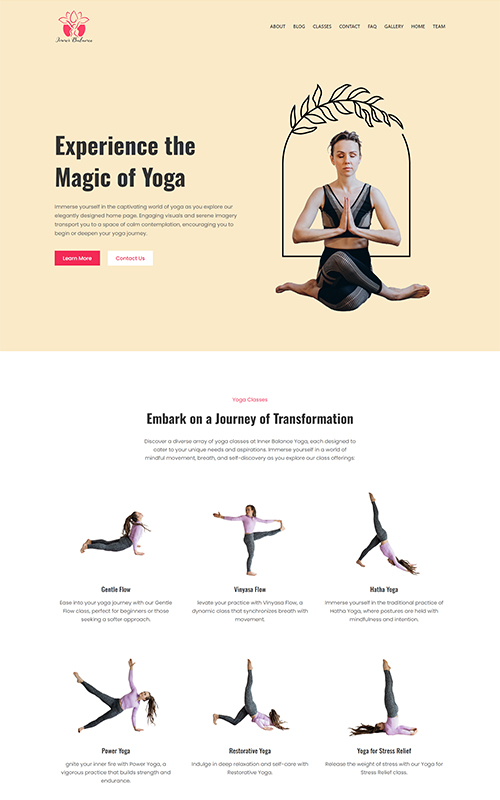 Inner Balance
ABOUT BLOG CLASSES CONTACT FAQ GALLERY HOME TEAM
Experience the
Magic of Yoga
Immerse yourself in the captivating world of yoga as you explore our
elegantly designed home page. Engaging visuals and serene imagery
transport you to a space of calm contemplation, encouraging you to
begin or deepen your yoga journey.
Learn More Contact Us
Yoga Classes
Embark on a Journey of Transformation
Discover a diverse array of yoga classes at Inner Balance Yoga, each designed to
cater to your unique needs and aspirations. Immerse yourself in a world of
mindful movement, breath, and self-discovery as you explore our class offerings:
Gentle Flow
Ease into your yoga journey with our Gentle
Flow class, perfect for beginners or those
seeking a softer approach.
Vinyasa Flow
levate your practice with Vinyasa Flow, a
dynamic class that synchronizes breath with
movement.
Hatha Yoga
Immerse yourself in the traditional practice of
Hatha Yoga, where postures are held with
mindfulness and intention.
Power Yoga
gnite your inner fire with Power Yoga, a
vigorous practice that builds strength and
endurance.
Restorative Yoga
Indulge in deep relaxation and self-care with
Restorative Yoga.
Yoga for Stress Relief
Release the weight of stress with our Yoga for
Stress Relief class.